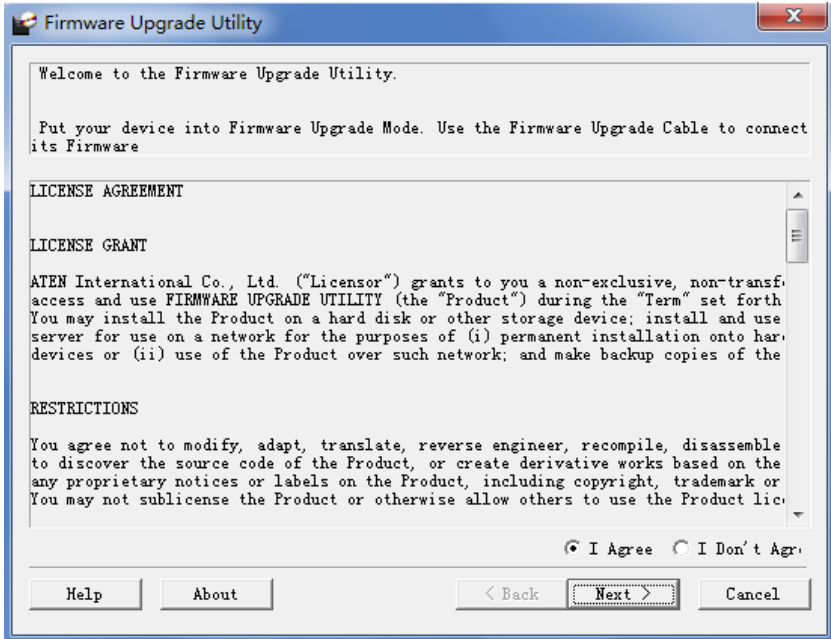 Firmware Upgrade Utility
Welcome to the Firmware Upgrade Utility.
Put your device into Firmware Upgrade Mode. Use the Firmware Upgrade Cable to connect
its Firmware
LICENSE AGREEMENT
LICENSE GRANT
ATEN International Co., Ltd. ("Licensor") grants to you a non-exclusive, non-transf
access and use FIRMWARE UPGRADE UTILITY (the "Product") during the "Term" set forth
You may install the Product on a hard disk or other storage device; install and use
server for use on a network for the purposes of (i) permanent installation onto har
devices or (ii) use of the Product over such network; and make backup copies of the
RESTRICTIONS
You agree not to modify, adapt, translate, reverse engineer, recompile, disassemble
to discover the source code of the Product, or create derivative works based on the
any proprietary notices or labels on the Product, including copyright, trademark or
You may not sublicense the Product or otherwise allow others to use the Product lic
I Agree I Don't Agr
Help About < Back Next > Cancel